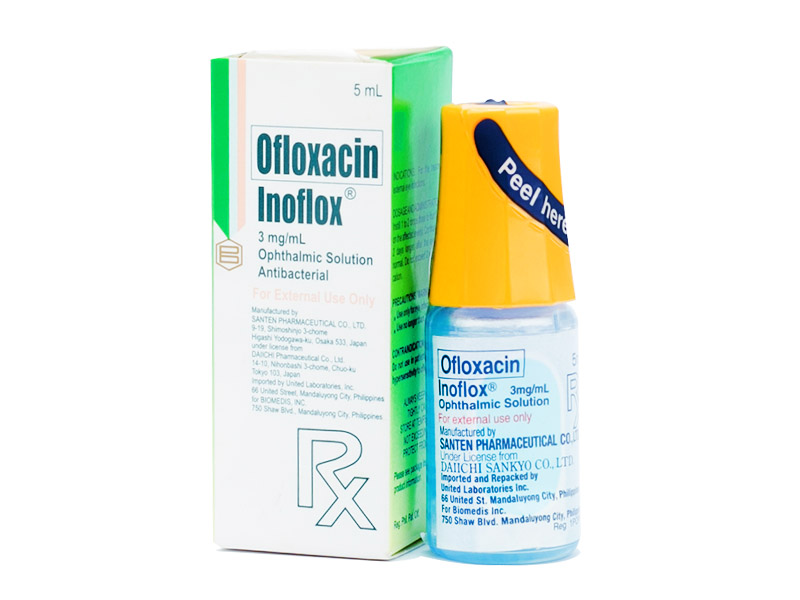 5 mL
Ofloxacin
Inoflox®
3 mg/mL
Ophthalmic Solution
Antibacterial
For External Use Only
Manufactured by
SANTEN PHARMACEUTICAL CO., LTD.
9-19, Shimoshinjo 3-chome
Higashi Yodogawa-ku, Osaka 533, Japan
under license from
DAIICHI Pharmaceutical Co., Ltd.
14-10, Nihonbashi 3-chome, Chuo-ku
Tokyo 103, Japan
Imported by United Laboratories, Inc.
66 United Street, Mandaluyong City, Philippines
for BIOMEDIS, INC.
750 Shaw Blvd., Mandaluyong City, Philippines
Rx
Peel here
Ofloxacin
Inoflox® 3mg/mL
Ophthalmic Solution
For external use only
Manufactured by
SANTEN PHARMACEUTICAL CO.
Under License from
DAIICHI SANKYO CO., LTD.
Imported and Repacked by
United Laboratories Inc.
66 United St. Mandaluyong City,
For Biomedis Inc.
750 Shaw Blvd. Mandaluyong City,